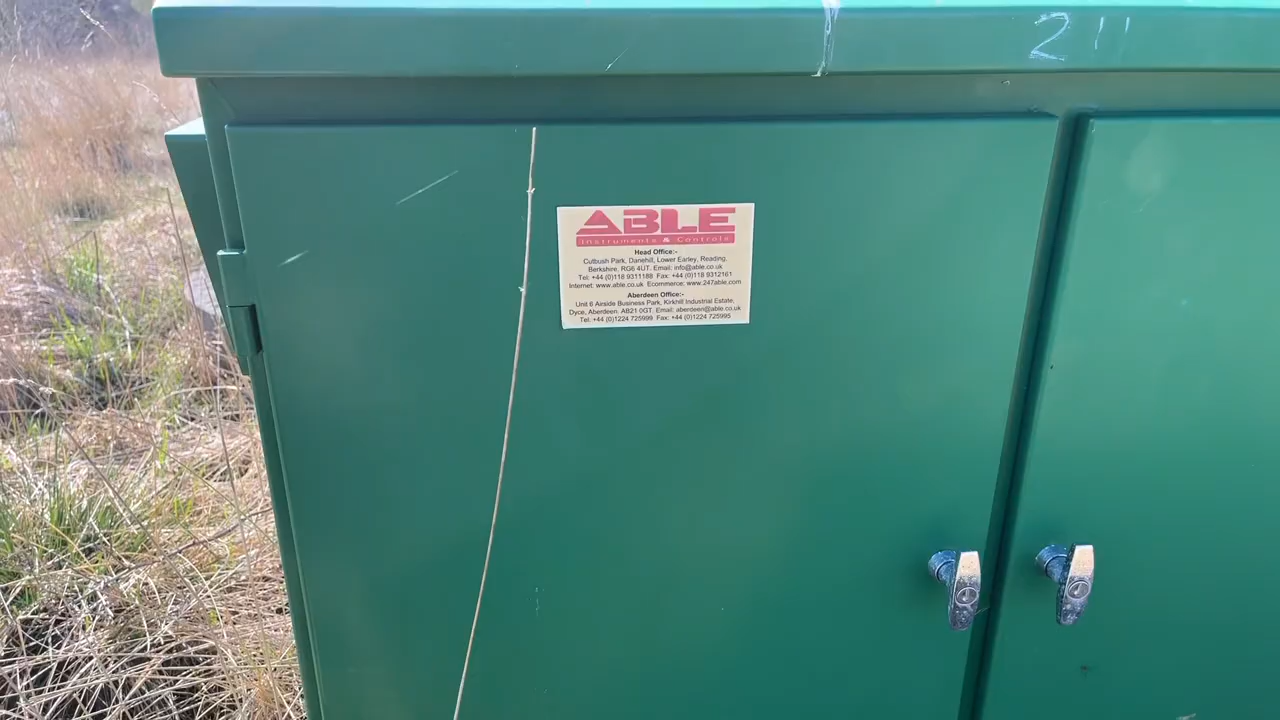 2 11
ABLE
Instruments & Controls
Head Office:-
Cutbush Park, Danehill, Lower Earley, Reading,
Berkshire, RG6 4UT. Email: info@able.co.uk
Tel: +44 (0)118 9311188 Fax: +44 (0)118 9312161
Internet: www.able.co.uk Ecommerce: www.247able.com
Aberdeen Office:-
Unit 6 Airside Business Park, Kirkhill Industrial Estate,
Dyce, Aberdeen. AB21 0GT. Email: aberdeen@able.co.uk
Tel: +44 (0)1224 725999 Fax: +44 (0)1224 725995